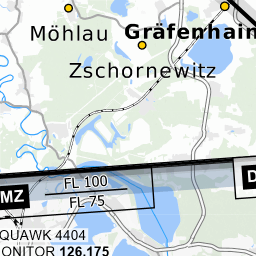 Möhlau
Gräfenhain
Zschornewitz
MZ
FL 100
FL 75
D
SQUAWK 4404
MONITOR 126.175